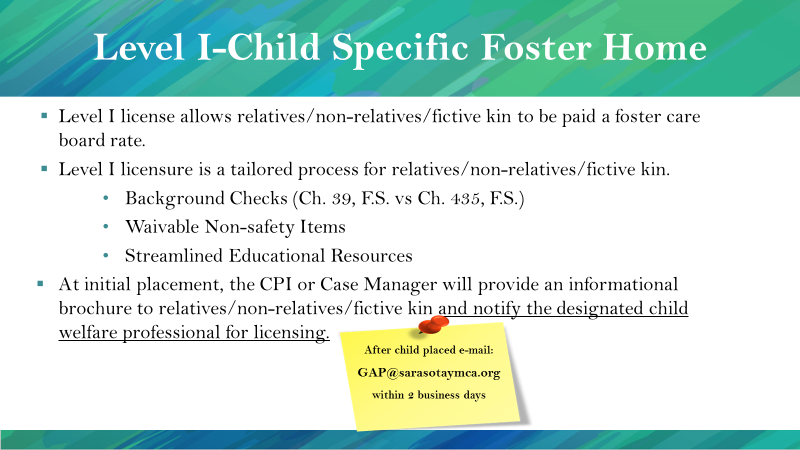 Level I-Child Specific Foster Home
Level I license allows relatives/non-relatives/fictive kin to be paid a foster care
board rate.
Level I licensure is a tailored process for relatives/non-relatives/fictive kin.
Background Checks (Ch. 39, F.S. vs Ch. 435, F.S.)
Waivable Non-safety Items
Streamlined Educational Resources
At initial placement, the CPI or Case Manager will provide an informational
brochure to relatives/non-relatives/fictive kin and notify the designated child
welfare professional for licensing.
After child placed e-mail:
GAP@sarasotaymca.org
within 2 business days